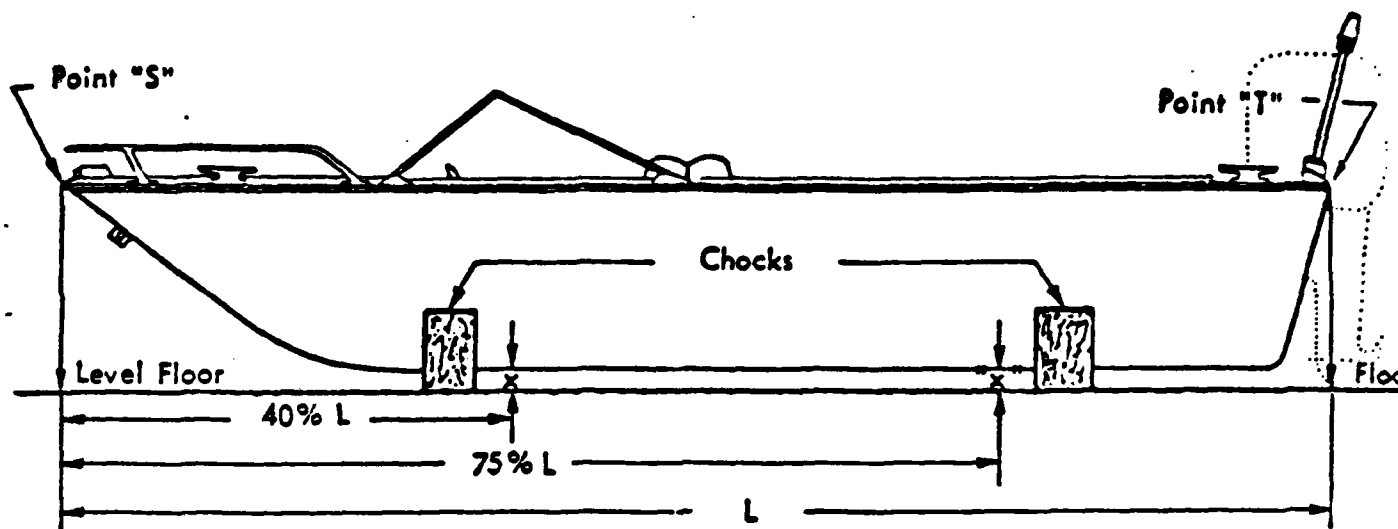 Point "S"
Point "T"
Chocks
Level Floor
x
x
40% L
75% L
L